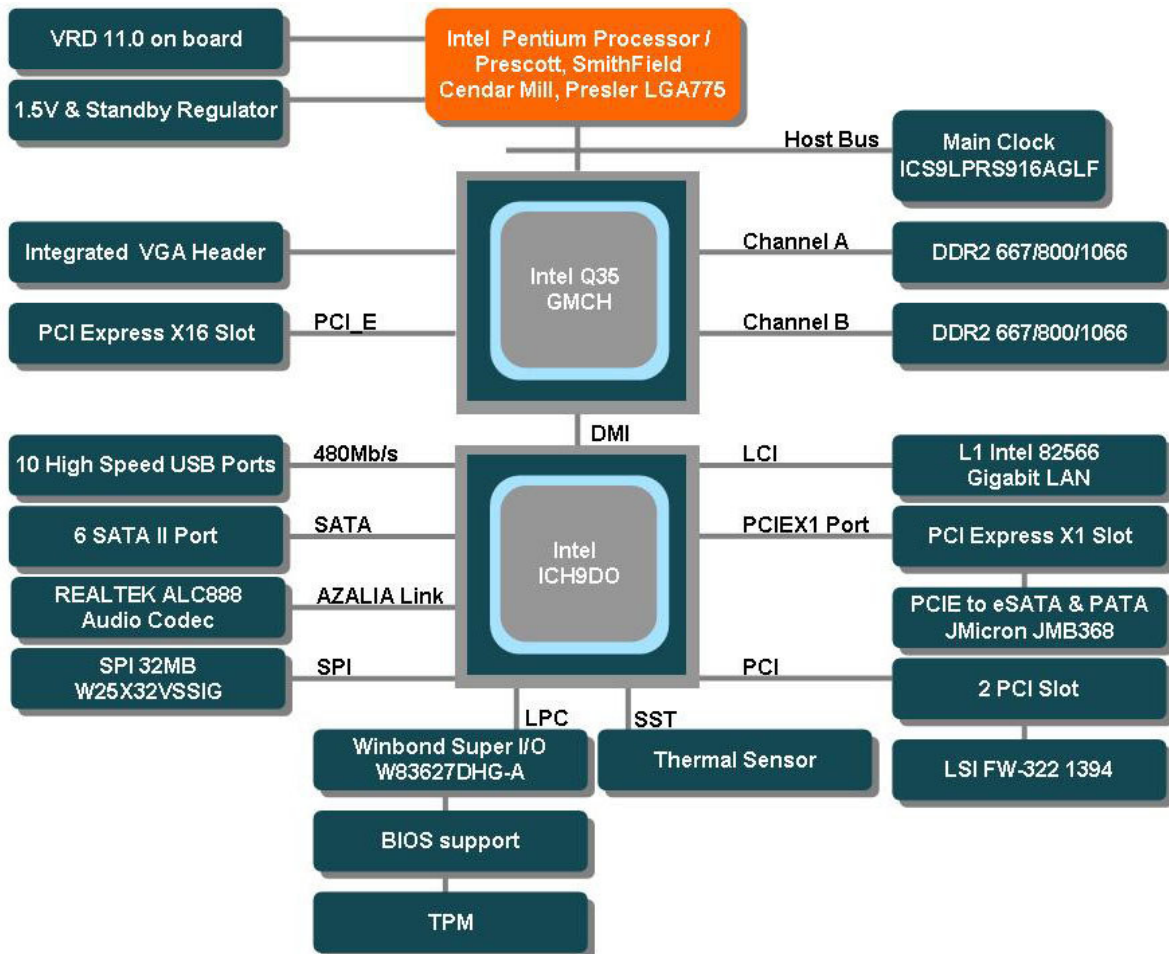 VRD 11.0 on board
1.5V & Standby Regulator
Intel Pentium Processor /
Prescott, SmithField
Cendar Mill, Presler LGA775
Host Bus
Main Clock
ICS9LPRS916AGLF
Integrated VGA Header
PCI Express X16 Slot
PCI_E
Intel Q35
GMCH
Channel A
DDR2 667/800/1066
Channel B
DDR2 667/800/1066
DMI
10 High Speed USB Ports
480Mb/s
6 SATA II Port
SATA
REALTEK ALC888
Audio Codec
AZALIA Link
SPI 32MB
W25X32VSSIG
SPI
Intel
ICH9DO
LCI
L1 Intel 82566
Gigabit LAN
PCIEX1 Port
PCI Express X1 Slot
PCIE to eSATA & PATA
JMicron JMB368
PCI
2 PCI Slot
LSI FW-322 1394
LPC
Winbond Super I/O
W83627DHG-A
SST
Thermal Sensor
BIOS support
TPM